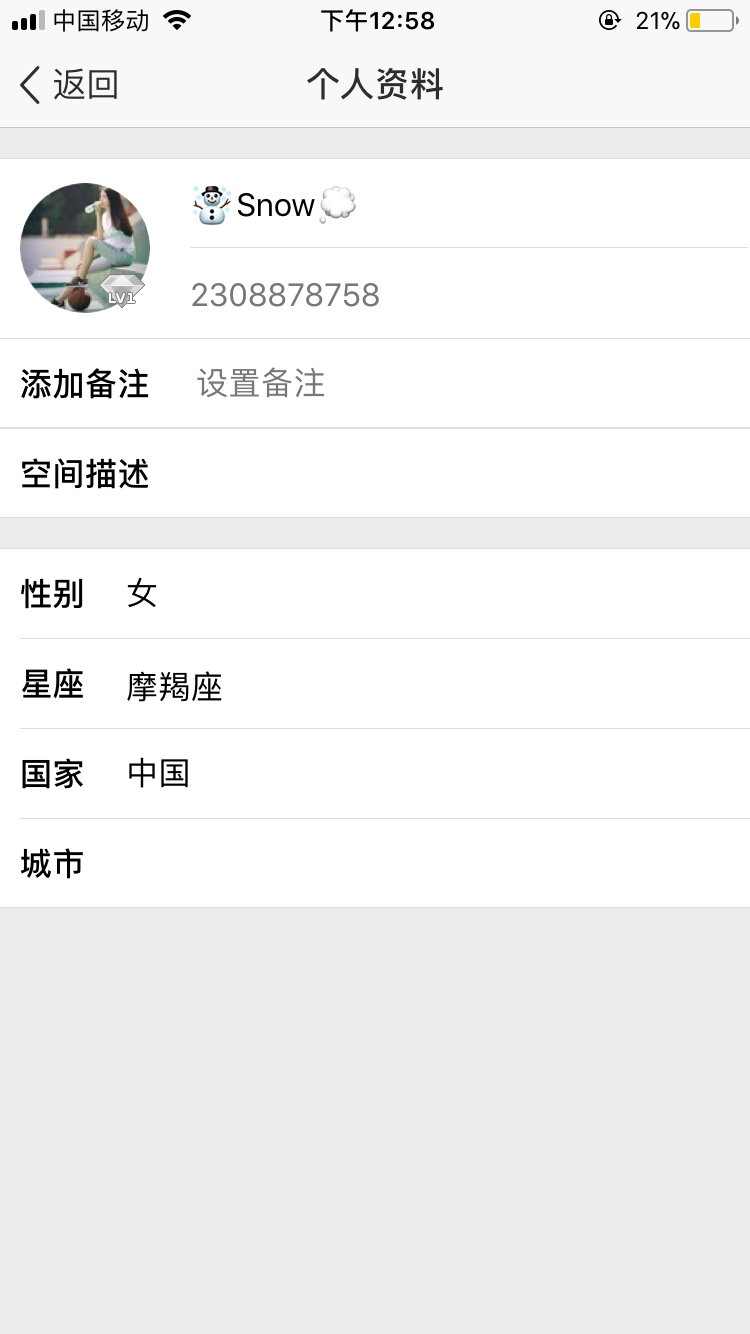 中国移动 下午12:58 21%
返回 个人资料
⛄Snow💭
LV1
2308878758
添加备注 设置备注
空间描述
性别 女
星座 摩羯座
国家 中国
城市